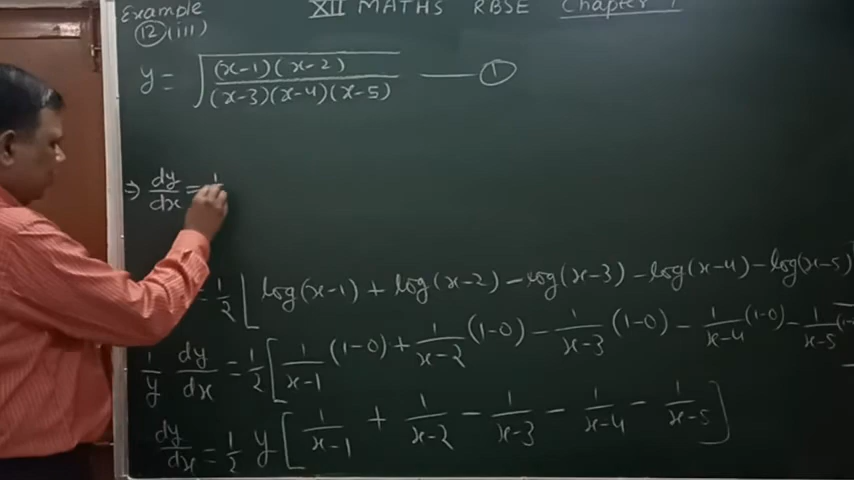 Example XII MATHS RBSE Chapter 7
12 (iii)
y = √((x-1)(x-2) / (x-3)(x-4)(x-5)) — 1
⇒ dy/dx = 1
= 1/2 [ log(x-1) + log(x-2) - log(x-3) - log(x-4) - log(x-5)
1/y dy/dx = 1/2 [ 1/(x-1) (1-0) + 1/(x-2) (1-0) - 1/(x-3) (1-0) - 1/(x-4) (1-0) - 1/(x-5) (1-
dy/dx = 1/2 y [ 1/(x-1) + 1/(x-2) - 1/(x-3) - 1/(x-4) - 1/(x-5) ]